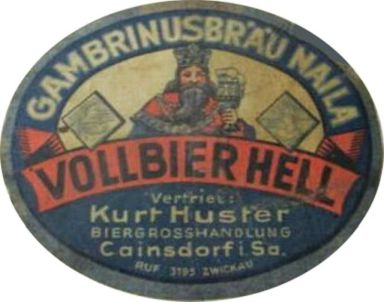 GAMBRINUSBRÄU NAILA
VOLLBIER HELL
Vertrieb:
Kurt Huster
BIERGROSSHANDLUNG
Cainsdorf i. Sa.
RUF 3195 ZWICKAU